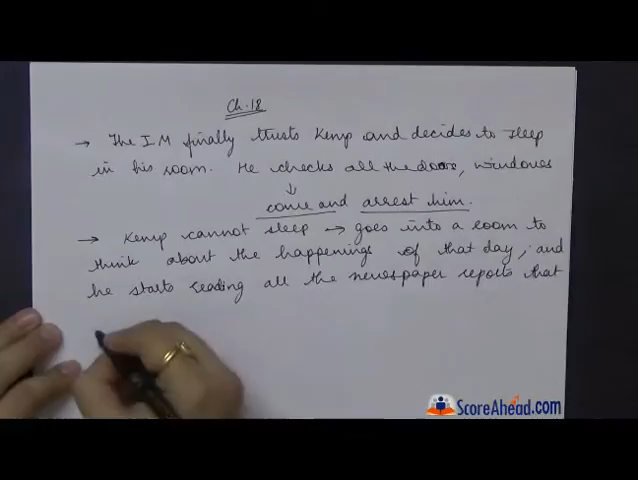 Ch. 18
→ The I M finally trusts Kemp and decides to sleep
in his room. He checks all the doors, windows
↓
come and arrest him.
→ Kemp cannot sleep → goes into a room to
think about the happenings of that day, and
he starts reading all the newspaper reports that
ScoreAhead.com